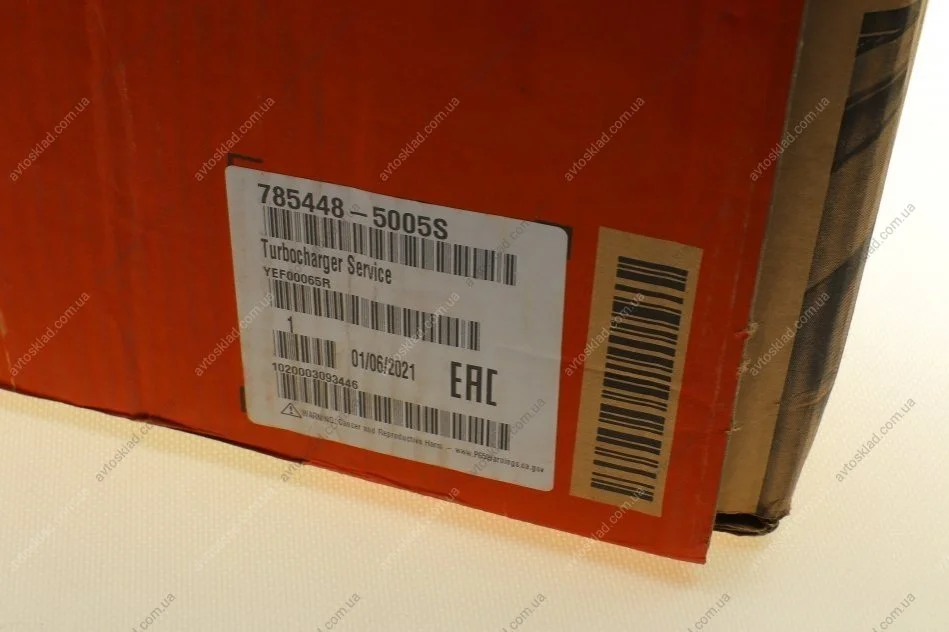 785448-5005S
Turbocharger Service
YEF00065R
1
01/06/2021
EAC
1020003093446
WARNING: Cancer and Reproductive Harm - www.P65Warnings.ca.gov
avtosklad.com.ua